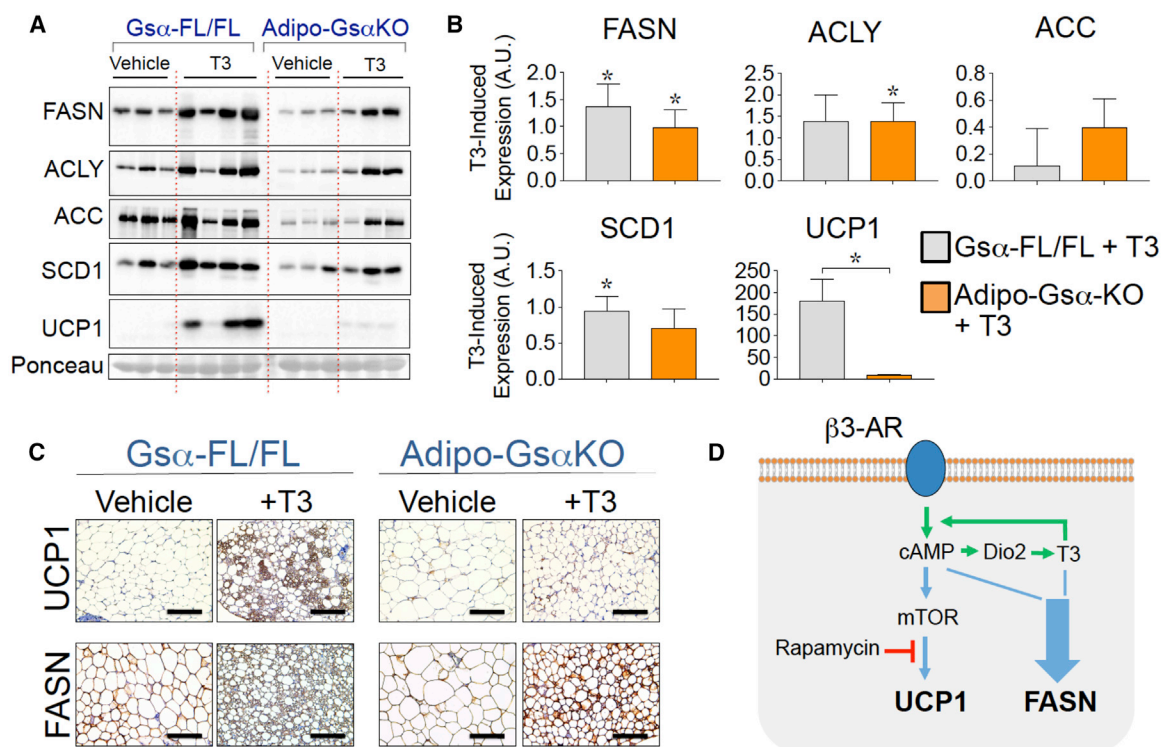 A
Gsα-FL/FL Adipo-GsαKO
Vehicle T3 Vehicle T3
FASN
ACLY
ACC
SCD1
UCP1
Ponceau
B
FASN ACLY ACC
T3-Induced
Expression (A.U.)
2.0
1.5
1.0
0.5
0.0
* *
2.5
2.0
1.5
1.0
0.5
0.0
*
0.8
0.6
0.4
0.2
0.0
SCD1 UCP1
T3-Induced
Expression (A.U.)
1.5
1.0
0.5
0.0
*
250
200
150
100
50
0
*
Gsα-FL/FL + T3
Adipo-Gsα-KO
+ T3
C
Gsα-FL/FL Adipo-GsαKO
Vehicle +T3 Vehicle +T3
UCP1
FASN
D
β3-AR
cAMP Dio2 T3
mTOR
Rapamycin
UCP1 FASN